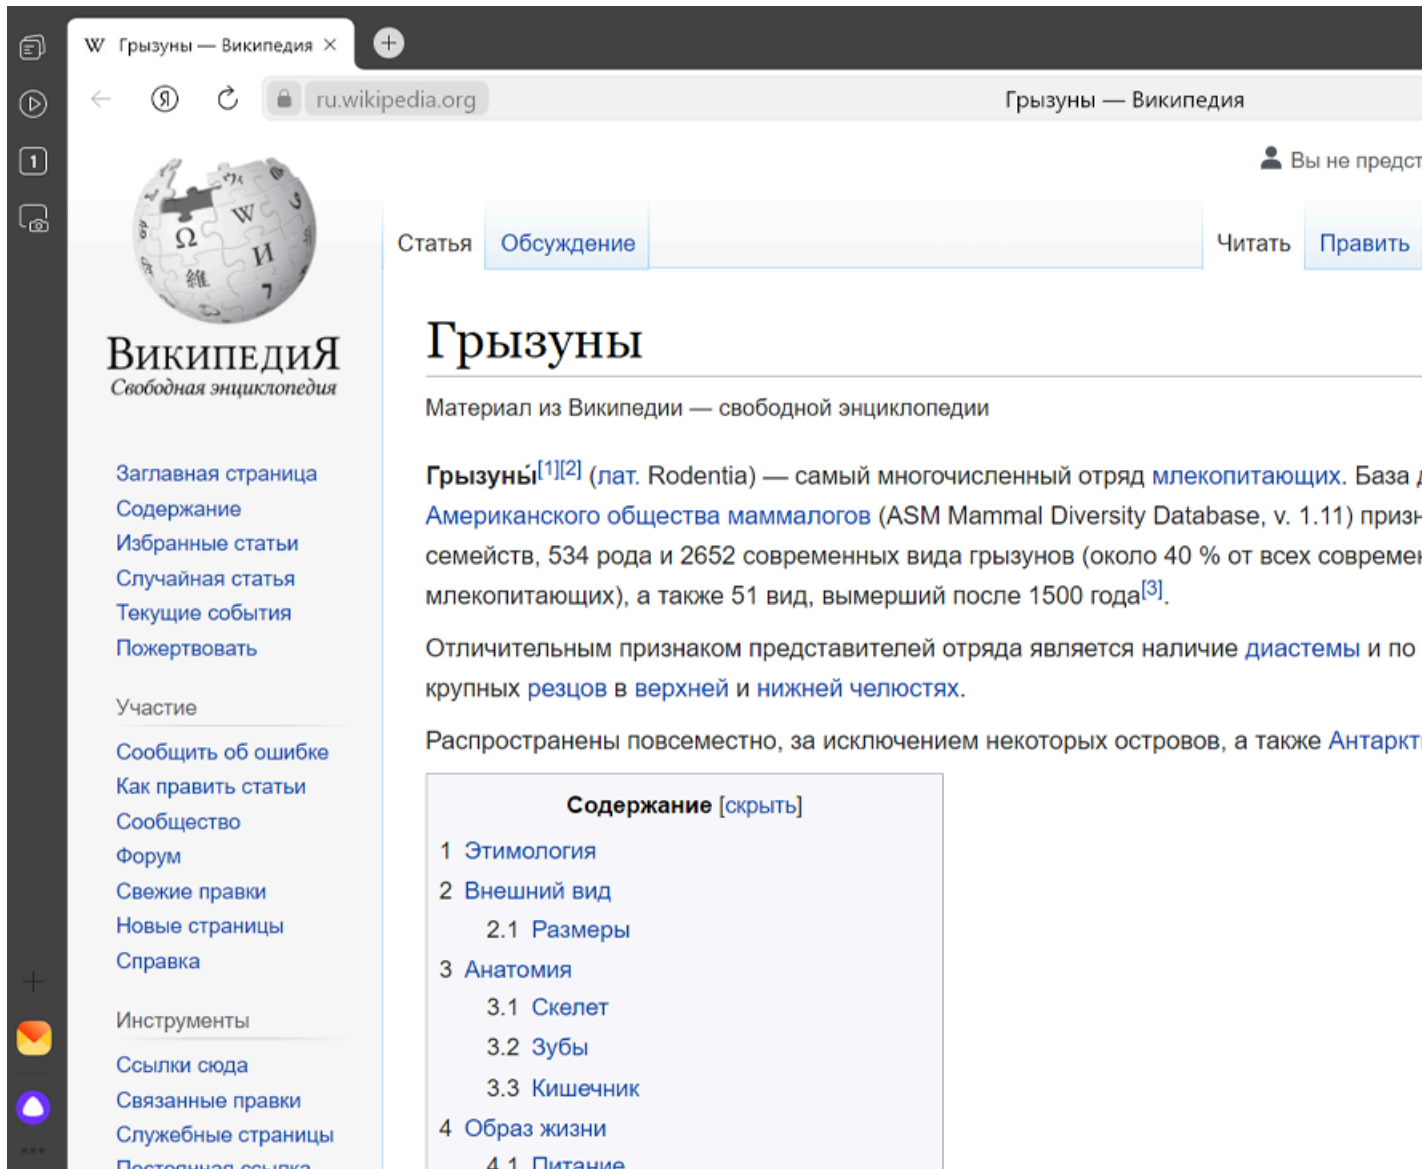 Грызуны — Википедия
ru.wikipedia.org
Грызуны — Википедия
1
Вы не предст
Статья
Обсуждение
Читать
Править
ВикипедиЯ
Свободная энциклопедия
Заглавная страница
Содержание
Избранные статьи
Случайная статья
Текущие события
Пожертвовать
Участие
Сообщить об ошибке
Как править статьи
Сообщество
Форум
Свежие правки
Новые страницы
Справка
Инструменты
Ссылки сюда
Связанные правки
Служебные страницы
Постоянная ссылка
Грызуны
Материал из Википедии — свободной энциклопедии
Грызуны́[1][2] (лат. Rodentia) — самый многочисленный отряд млекопитающих. База
Американского общества маммалогов (ASM Mammal Diversity Database, v. 1.11) призн
семейств, 534 рода и 2652 современных вида грызунов (около 40 % от всех современ
млекопитающих), а также 51 вид, вымерший после 1500 года[3].
Отличительным признаком представителей отряда является наличие диастемы и по
крупных резцов в верхней и нижней челюстях.
Распространены повсеместно, за исключением некоторых островов, а также Антаркт
Содержание [скрыть]
1 Этимология
2 Внешний вид
2.1 Размеры
3 Анатомия
3.1 Скелет
3.2 Зубы
3.3 Кишечник
4 Образ жизни
4.1 Питание